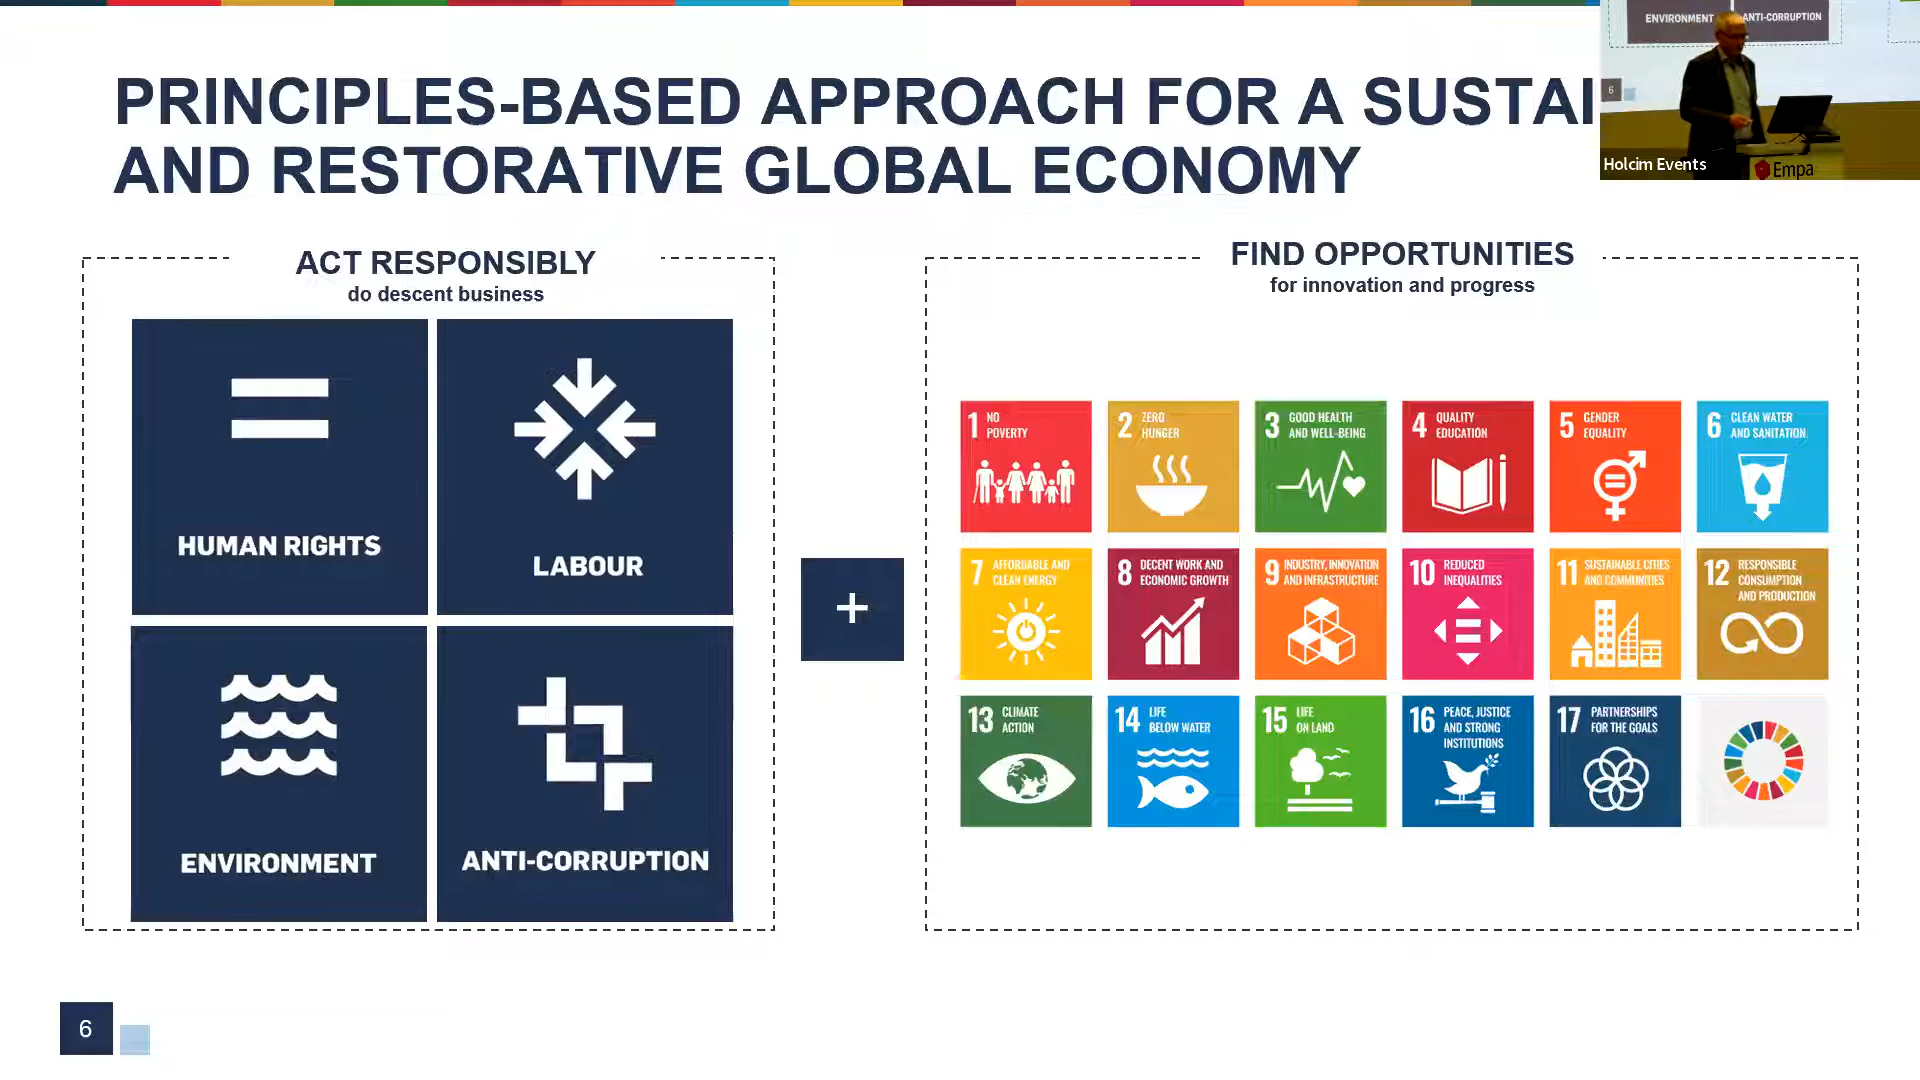 PRINCIPLES-BASED APPROACH FOR A SUSTAI
AND RESTORATIVE GLOBAL ECONOMY
ENVIRONMENT
ANTI-CORRUPTION
6
Holcim Events
Empa
ACT RESPONSIBLY
do descent business
HUMAN RIGHTS
LABOUR
ENVIRONMENT
ANTI-CORRUPTION
+
FIND OPPORTUNITIES
for innovation and progress
1 NO
POVERTY
2 ZERO
HUNGER
3 GOOD HEALTH
AND WELL-BEING
4 QUALITY
EDUCATION
5 GENDER
EQUALITY
6 CLEAN WATER
AND SANITATION
7 AFFORDABLE AND
CLEAN ENERGY
8 DECENT WORK AND
ECONOMIC GROWTH
9 INDUSTRY, INNOVATION
AND INFRASTRUCTURE
10 REDUCED
INEQUALITIES
11 SUSTAINABLE CITIES
AND COMMUNITIES
12 RESPONSIBLE
CONSUMPTION
AND PRODUCTION
13 CLIMATE
ACTION
14 LIFE
BELOW WATER
15 LIFE
ON LAND
16 PEACE, JUSTICE
AND STRONG
INSTITUTIONS
17 PARTNERSHIPS
FOR THE GOALS
6